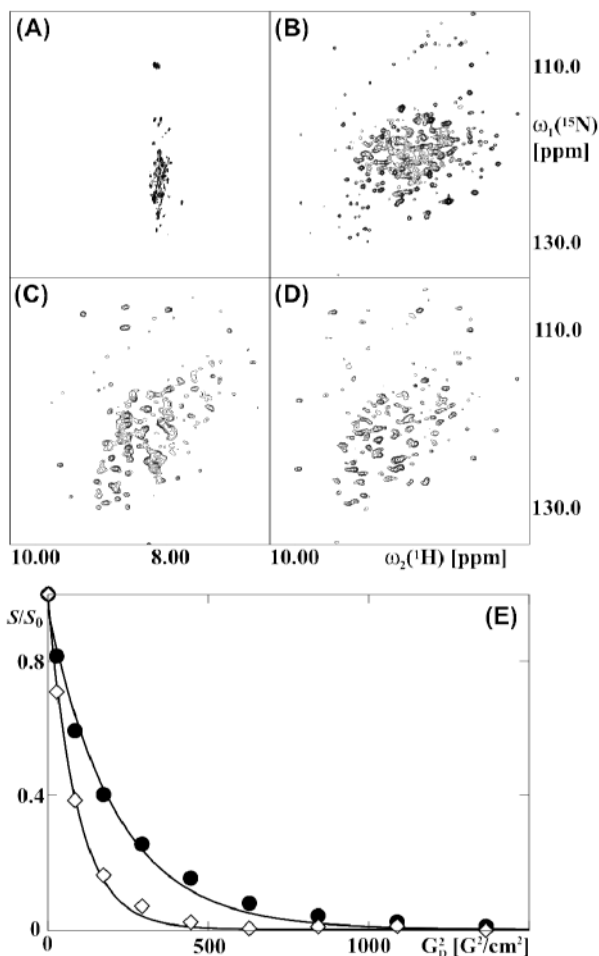 (A)
(B)
110.0
ω₁(¹⁵N)
[ppm]
130.0
(C)
(D)
110.0
130.0
10.00 8.00 10.00 ω₂(¹H) [ppm]
S/S₀
(E)
0.8
0.4
0
0 500 1000 G_D² [G²/cm²]